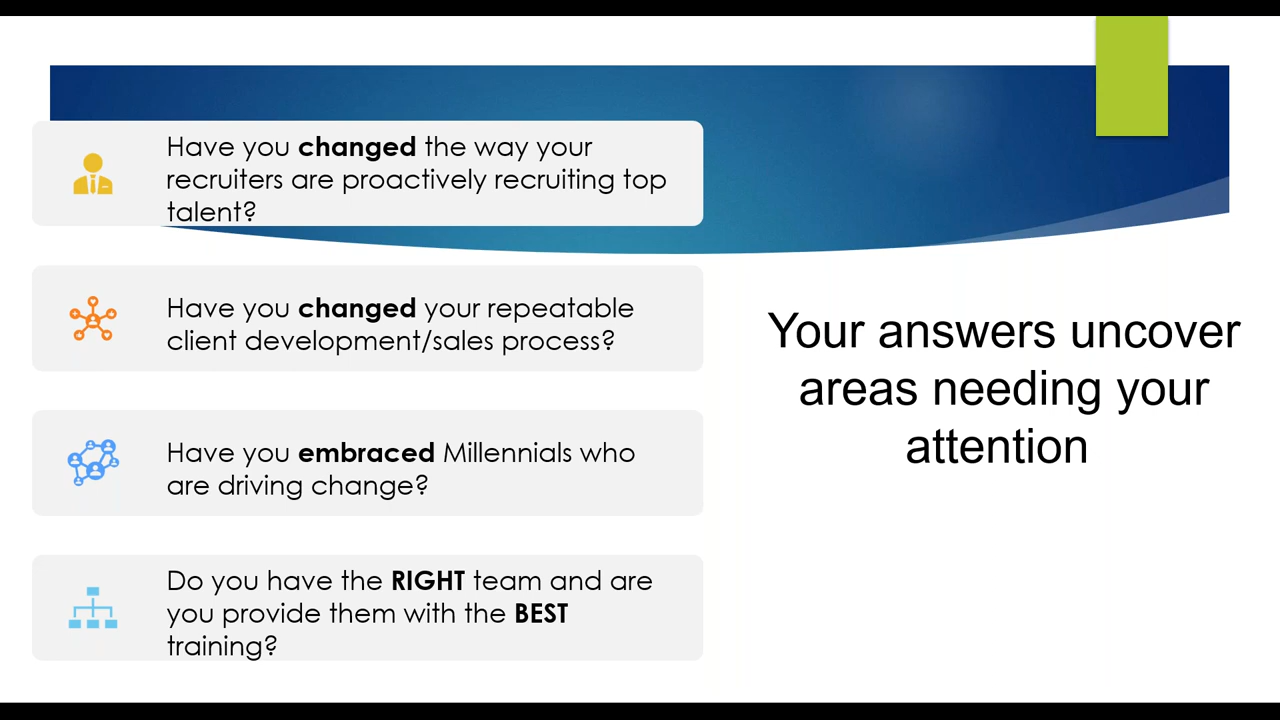 Have you changed the way your
recruiters are proactively recruiting top
talent?
Have you changed your repeatable
client development/sales process?
Have you embraced Millennials who
are driving change?
Do you have the RIGHT team and are
you provide them with the BEST
training?
Your answers uncover
areas needing your
attention